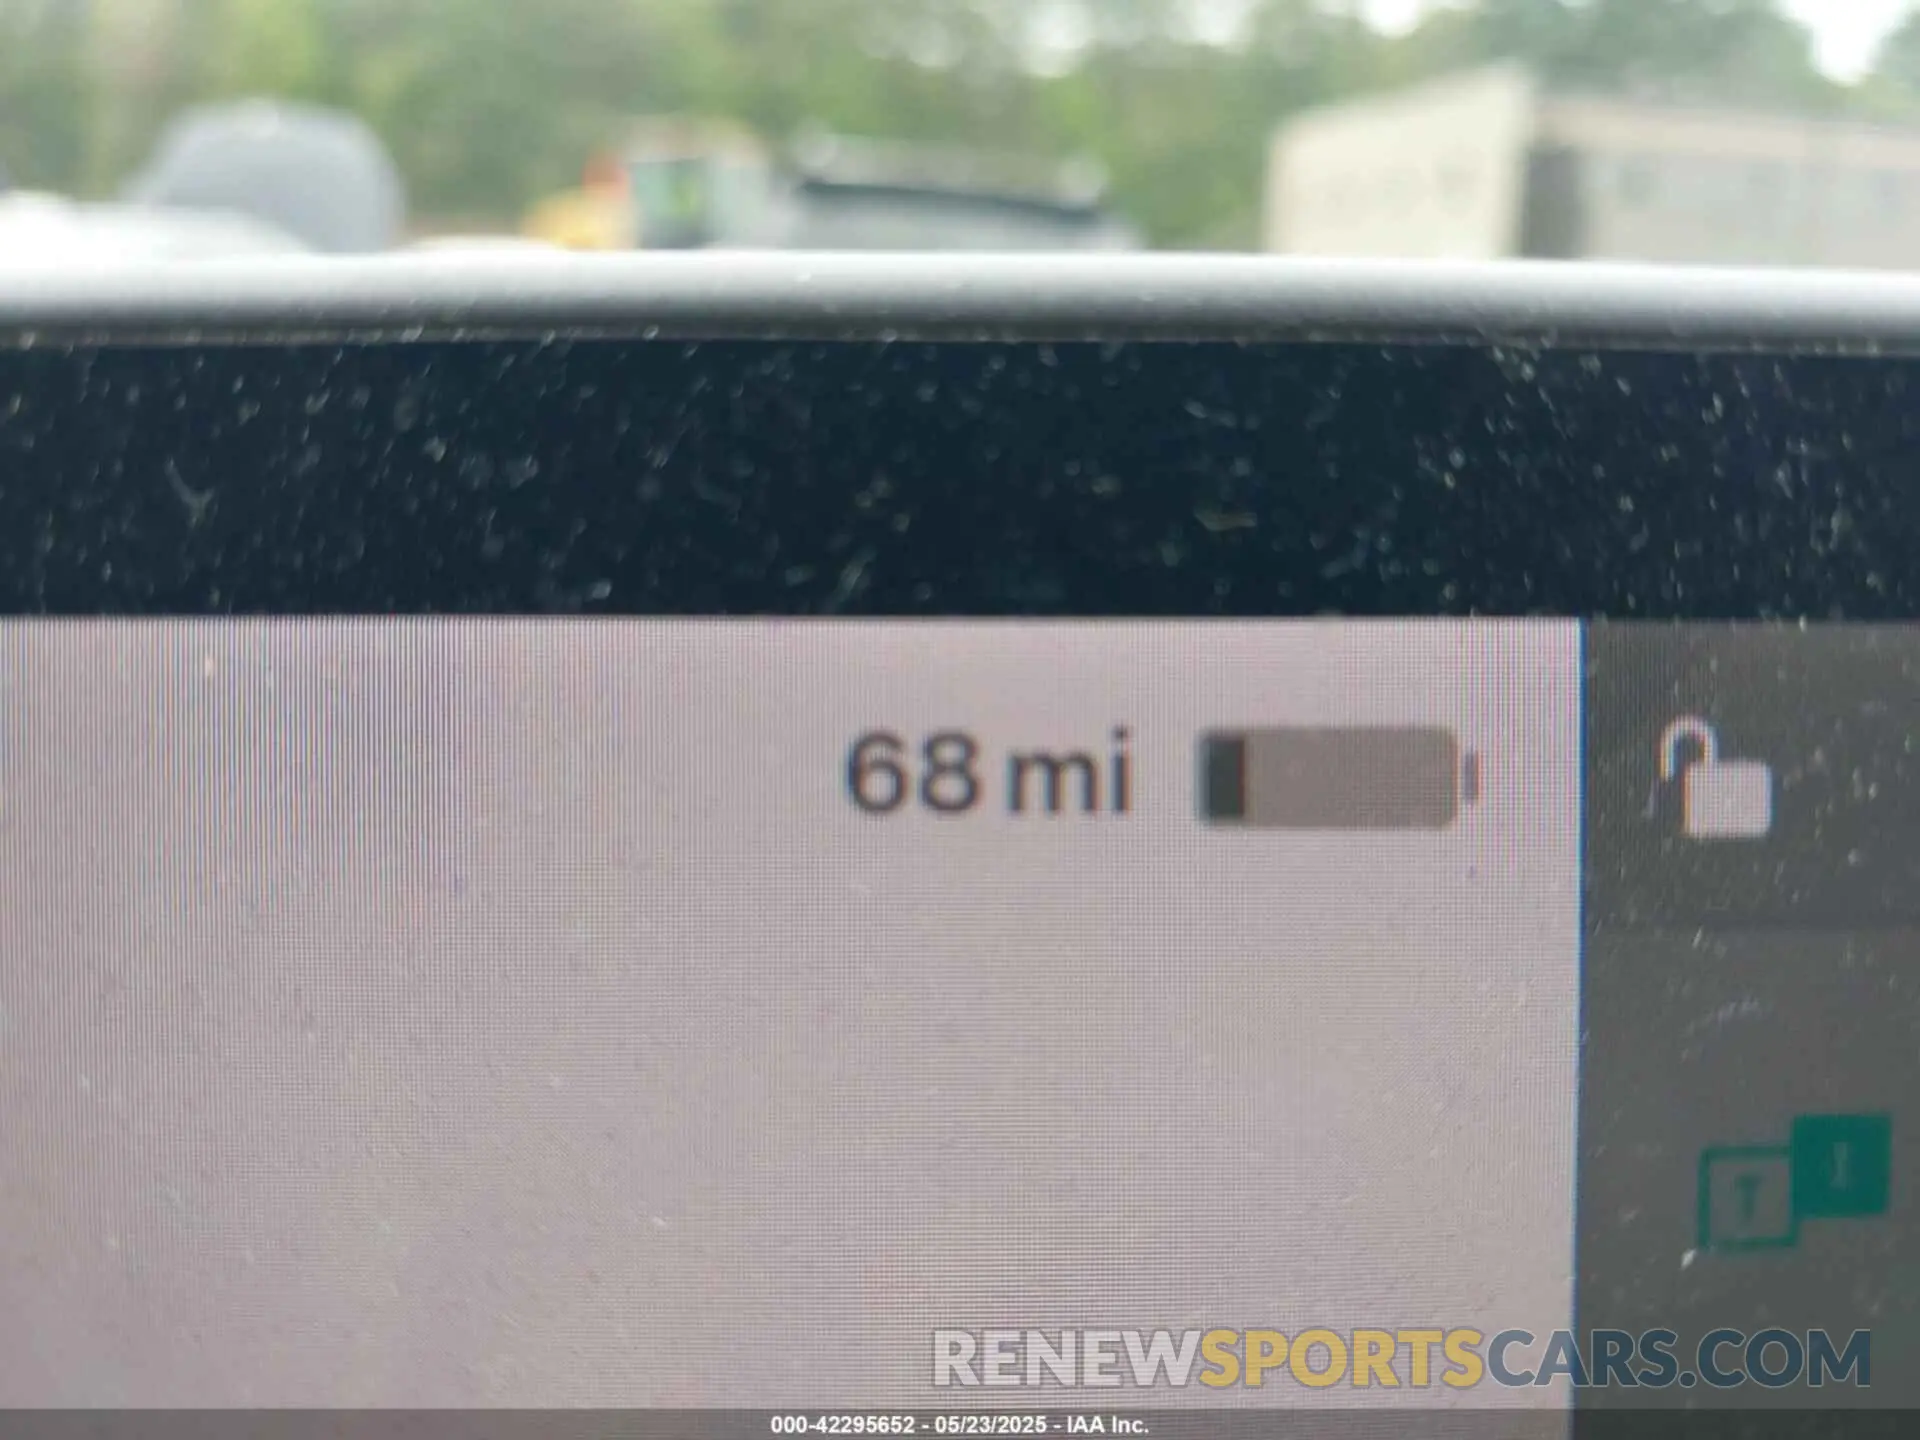 68 mi
T
RENEWSPORTSCARS.COM
000-42295652 - 05/23/2025 - IAA Inc.